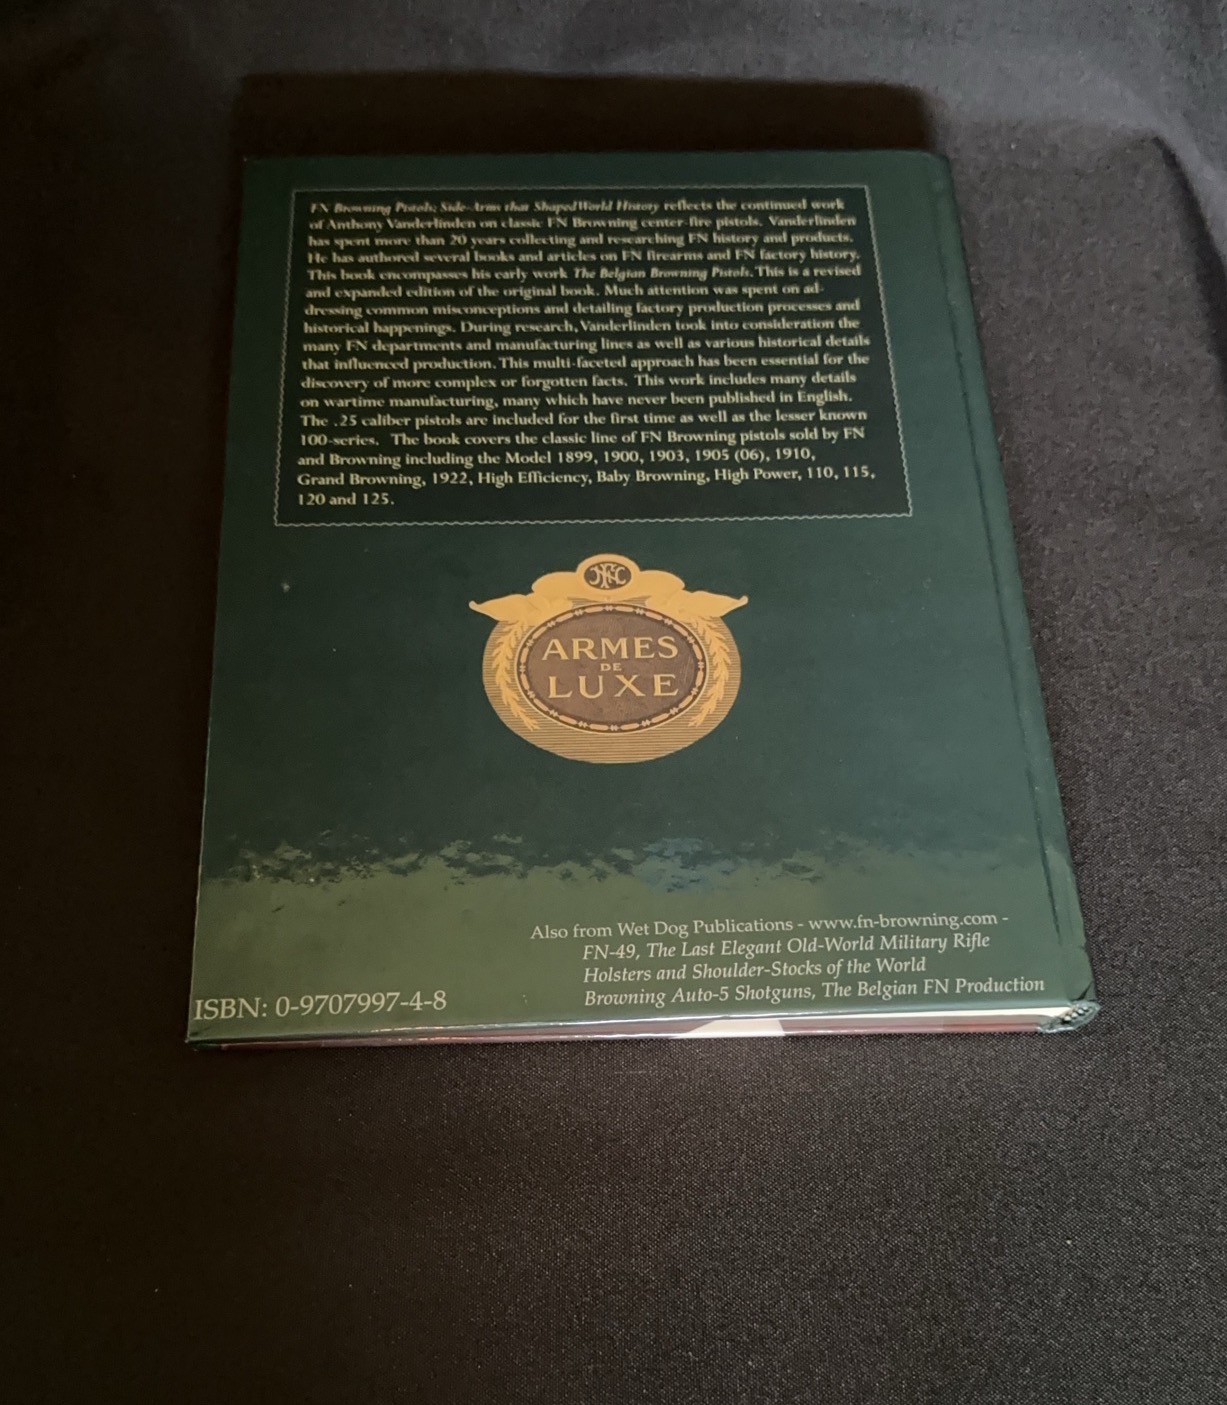 FN Browning Pistols; Side-Arms that Shaped World History reflects the continued work
of Anthony Vanderlinden on classic FN Browning center-fire pistols. Vanderlinden
has spent more than 20 years collecting and researching FN history and products.
He has authored several books and articles on FN firearms and FN factory history.
This book encompasses his early work The Belgian Browning Pistols. This is a revised
and expanded edition of the original book. Much attention was spent on ad-
dressing common misconceptions and detailing factory production processes and
historical happenings. During research, Vanderlinden took into consideration the
many FN departments and manufacturing lines as well as various historical details
that influenced production. This multi-faceted approach has been essential for the
discovery of more complex or forgotten facts. This work includes many details
on wartime manufacturing, many which have never been published in English.
The .25 caliber pistols are included for the first time as well as the lesser known
100-series. The book covers the classic line of FN Browning pistols sold by FN
and Browning including the Model 1899, 1900, 1903, 1905 (06), 1910,
Grand Browning, 1922, High Efficiency, Baby Browning, High Power, 110, 115,
120 and 125.
FN
ARMES
DE
LUXE
Also from Wet Dog Publications - www.fn-browning.com -
FN-49, The Last Elegant Old-World Military Rifle
Holsters and Shoulder-Stocks of the World
Browning Auto-5 Shotguns, The Belgian FN Production
ISBN: 0-9707997-4-8